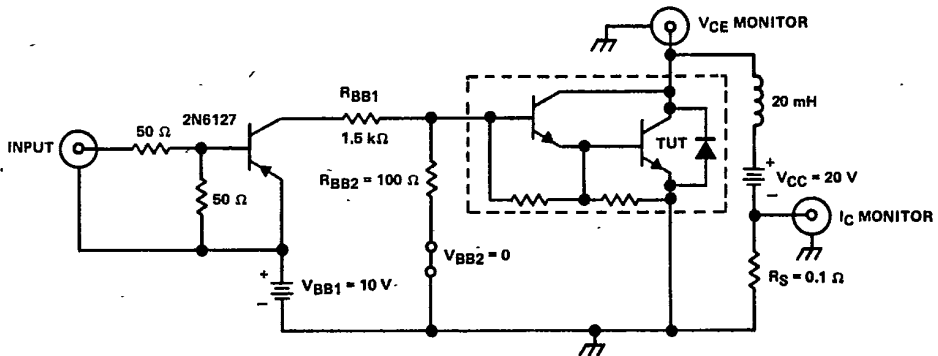 VCE MONITOR
RBB1
20 mH
2N6127
50 Ω
1.5 kΩ
INPUT
TUT
+
VCC = 20 V
RBB2 = 100 Ω
50 Ω
-
IC MONITOR
VBB2 = 0
+
VBB1 = 10 V
-
RS = 0.1 Ω